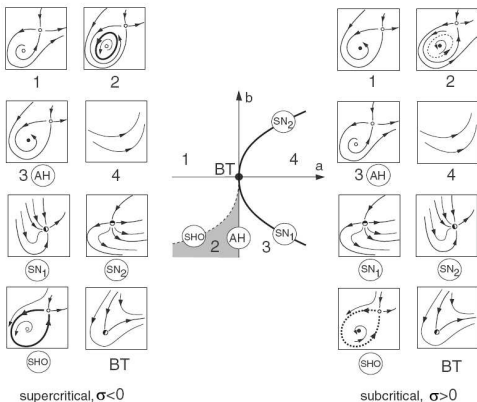 1 2
3 AH 4
SN1 SN2
SHO BT
supercritical, σ<0
b
SN2
1 BT 4
a
SHO 2 AH 3 SN1
1 2
3 AH 4
SN1 SN2
SHO BT
subcritical, σ>0